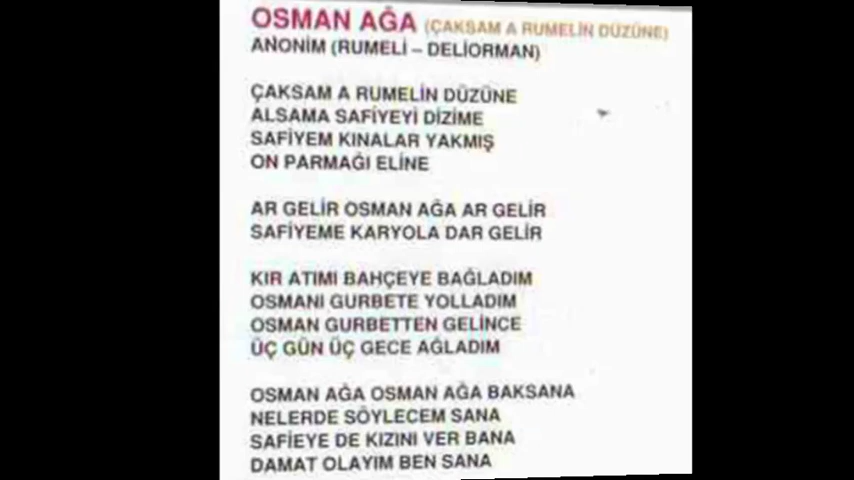 OSMAN AĞA (ÇAKSAM A RUMELİN DÜZÜNE)
ANONİM (RUMELİ – DELİORMAN)
ÇAKSAM A RUMELİN DÜZÜNE
ALSAMA SAFİYEYİ DİZİME
SAFİYEM KINALAR YAKMIŞ
ON PARMAĞI ELİNE
AR GELİR OSMAN AĞA AR GELİR
SAFİYEME KARYOLA DAR GELİR
KIR ATIMI BAHÇEYE BAĞLADIM
OSMANI GURBETE YOLLADIM
OSMAN GURBETTEN GELİNCE
ÜÇ GÜN ÜÇ GECE AĞLADIM
OSMAN AĞA OSMAN AĞA BAKSANA
NELERDE SÖYLECEM SANA
SAFİEYE DE KIZINI VER BANA
DAMAT OLAYIM BEN SANA